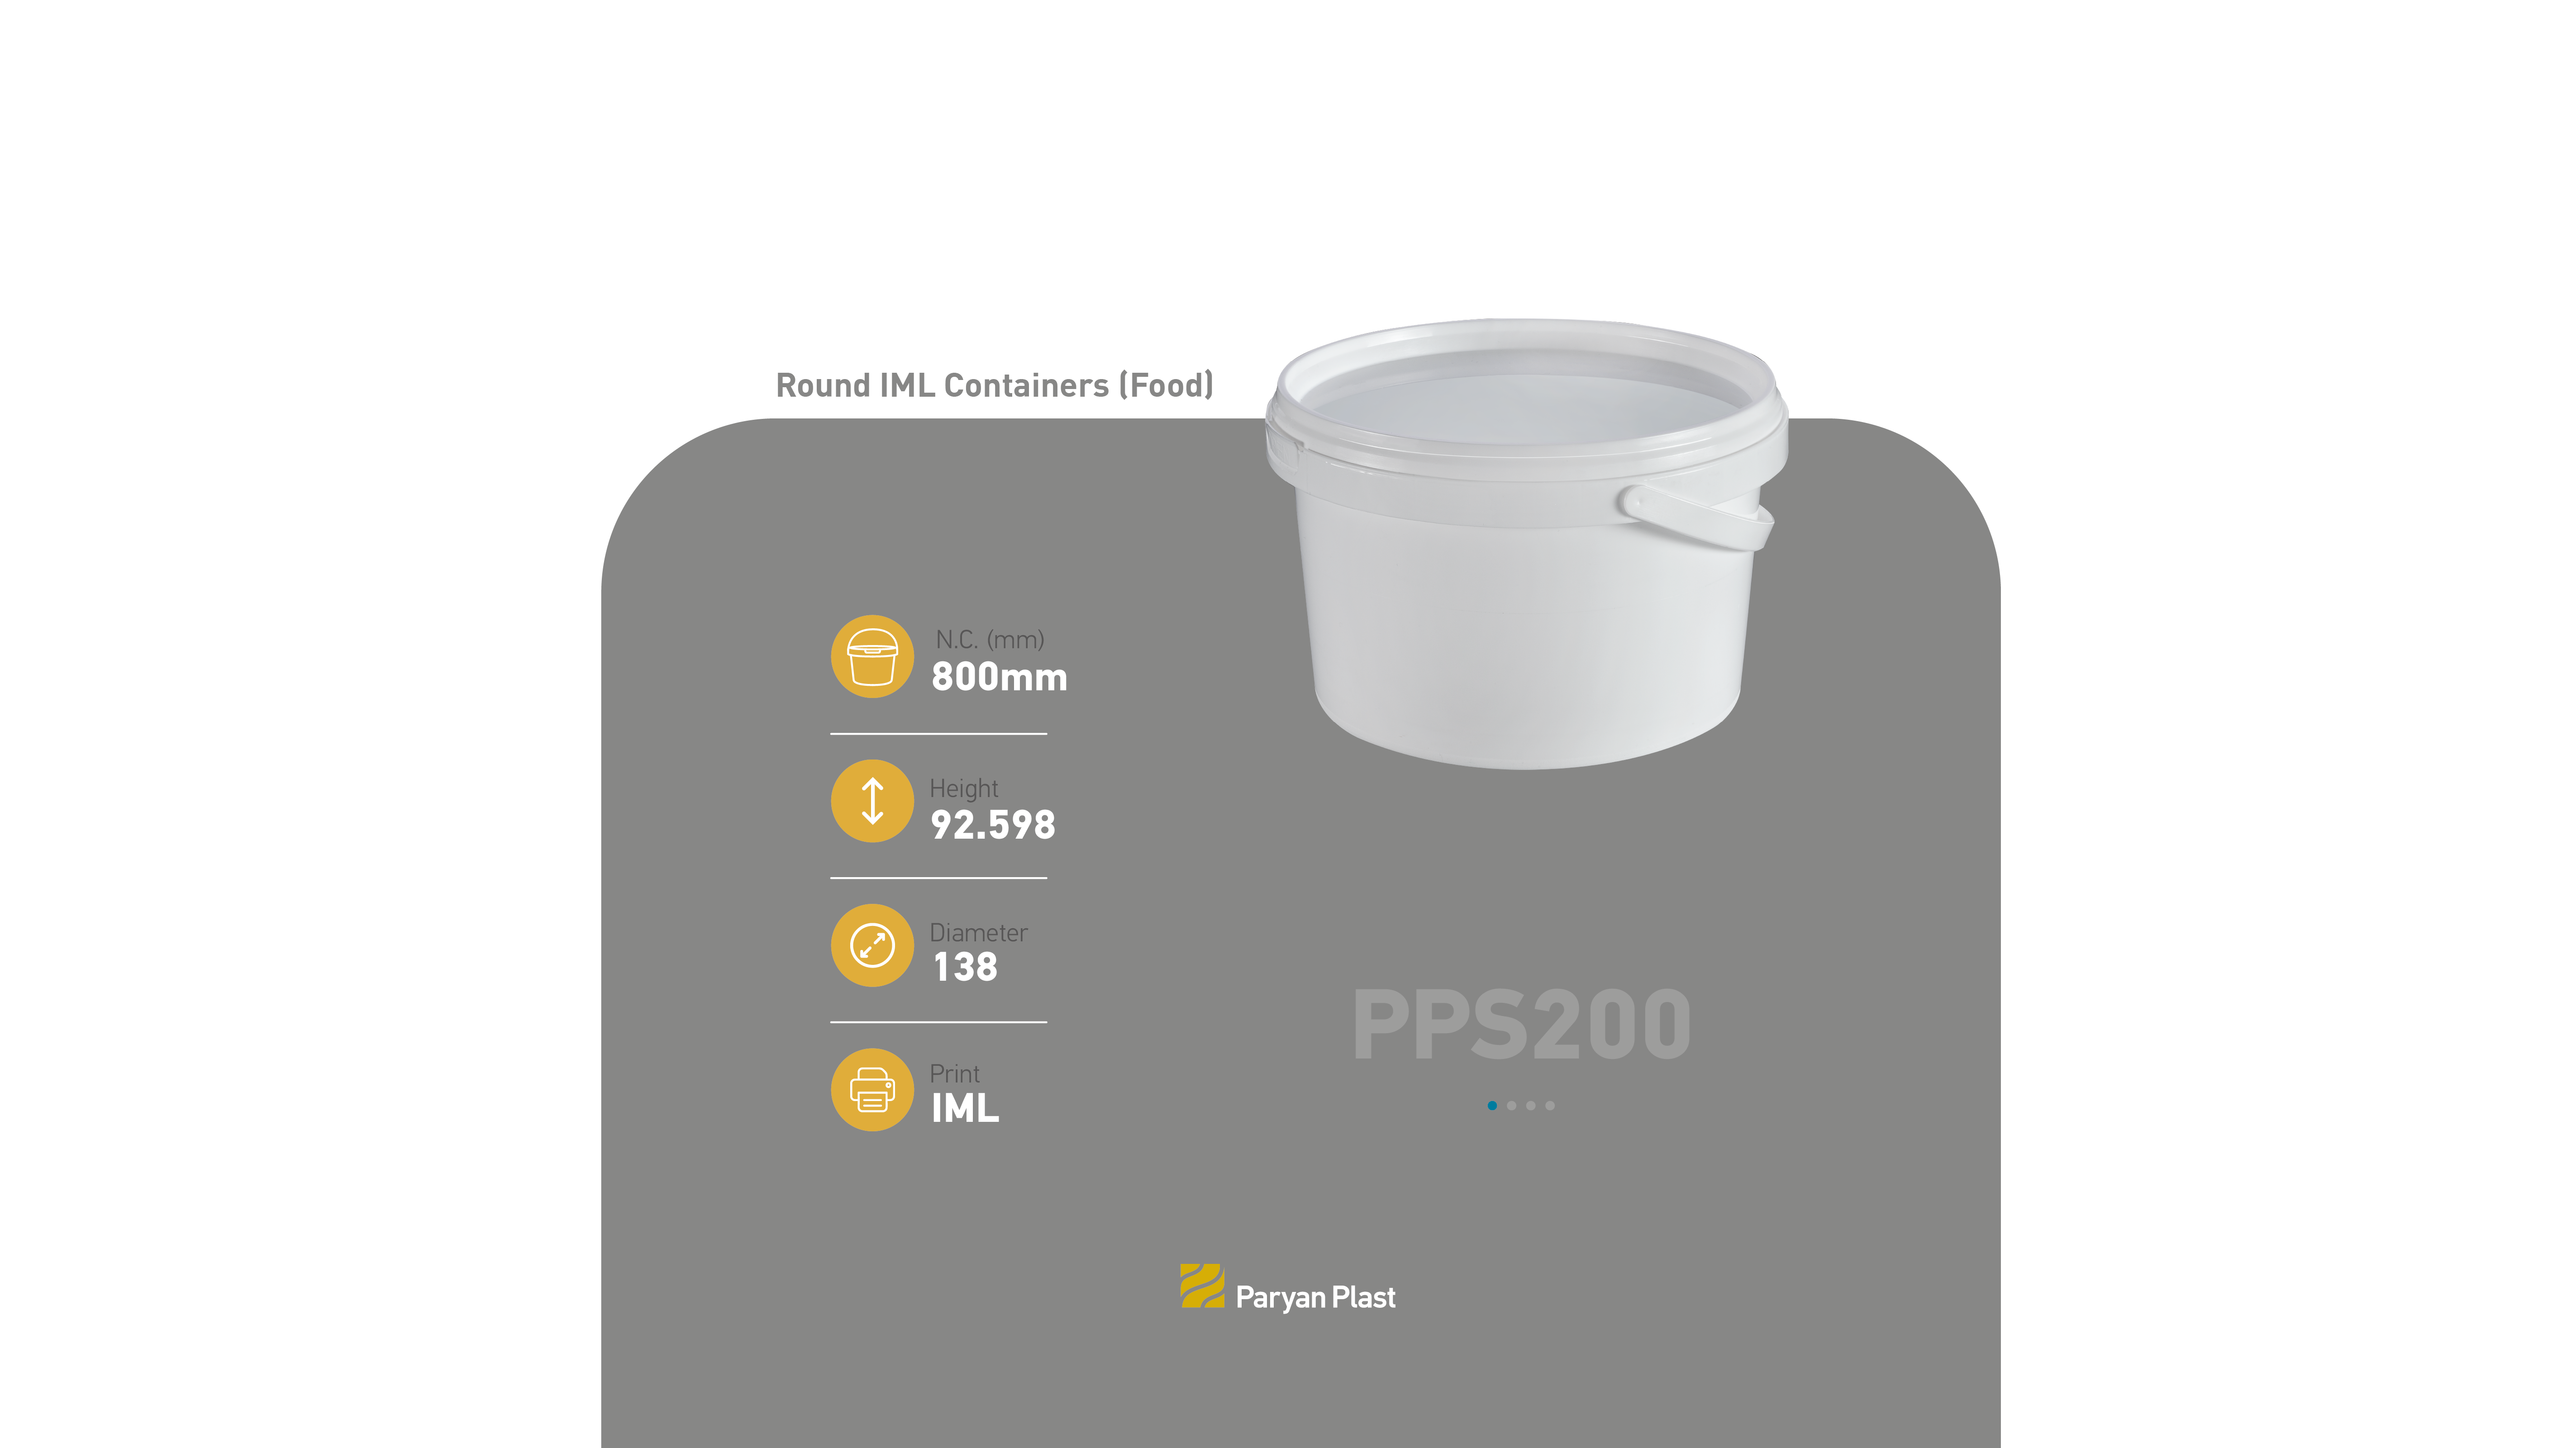 Round IML Containers (Food)
N.C. (mm)
800mm
Height
92.598
Diameter
138
Print
IML
PPS200
Paryan Plast